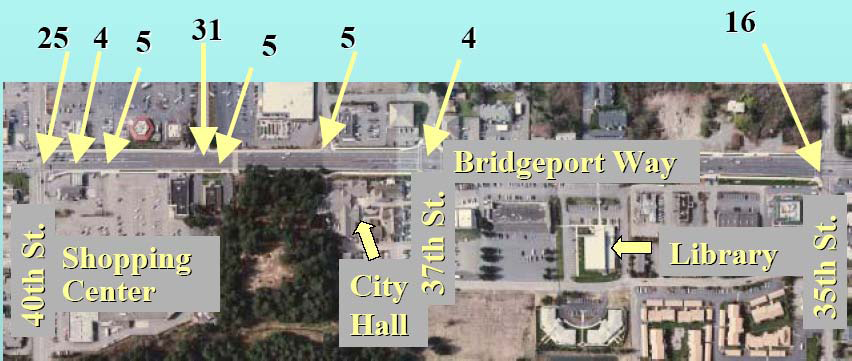 25 4 5 31 5 5 4 16
Bridgeport Way
40th St.
Shopping
Center
City
Hall
37th St.
Library
35th St.